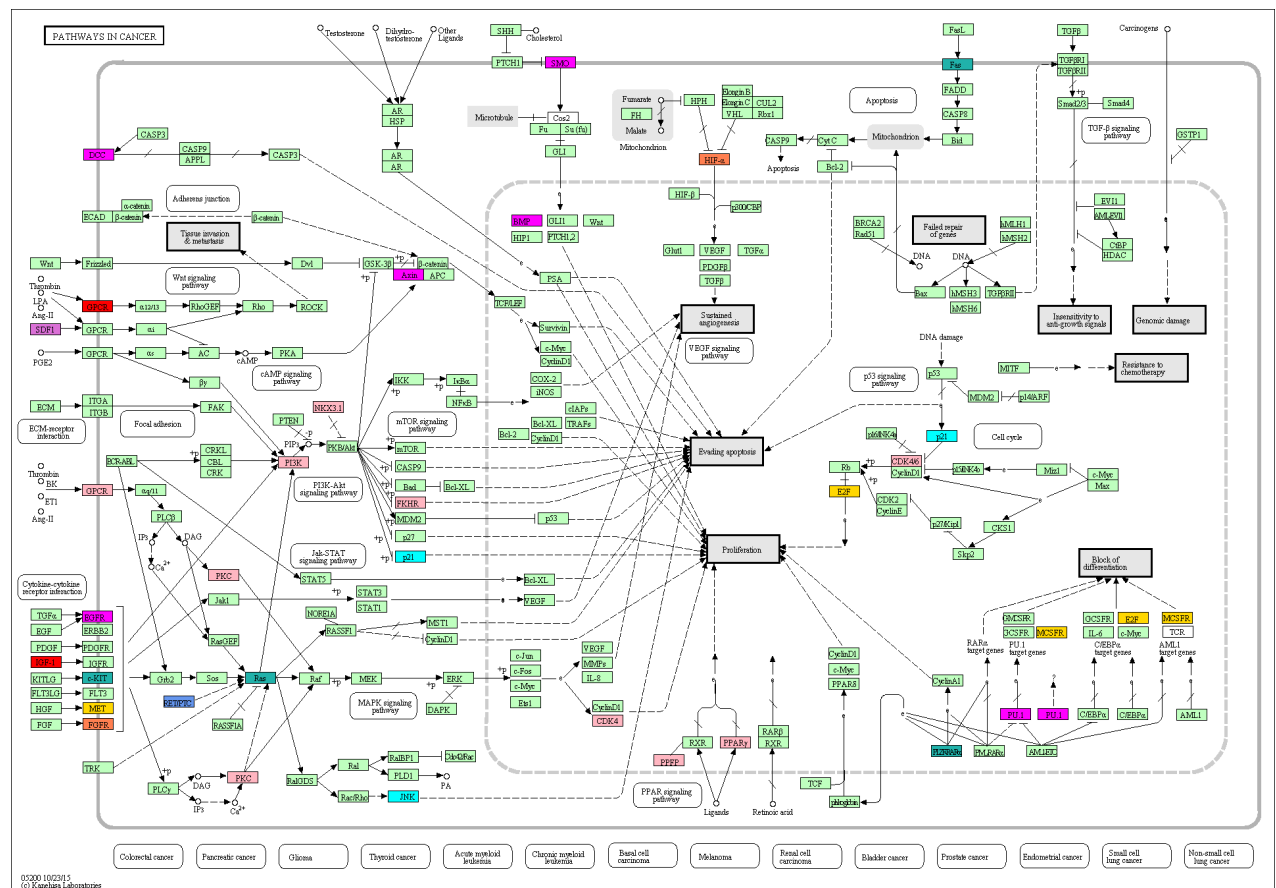 PATHWAYS IN CANCER
Testosterone
Dihydro-
testosterone
Other
Ligands
SHH
Cholesterol
PTCH1
SMO
FasL
Fas
TGFβ
TGFβRI
TGFβRII
Carcinogens
AR
HSP
Microtubule
Cos2
Fu
Su (fu)
GLI
Fumarate
FH
Malate
Mitochondrion
HPH
Elongin B
Elongin C
CUL2
VHL
Rbx1
Apoptosis
FADD
CASP8
Bid
+p
Smad2/3
Smad4
TGF-β signaling
pathway
GSTP1
CASP3
DCC
CASP9
APPL
CASP3
AR
AR
HIF-α
CASP9
Apoptosis
Cyt C
Mitochondrion
Bcl-2
Adherens junction
α-catenin
ECAD
β-catenin
β-catenin
Tissue invasion
& metastasis
BMP
GLI1
Wnt
HIP1
PTCH1,2
HIF-β
p300/CBP
Glut1
VEGF
TGFα
PDGFβ
TGFβ
BRCA2
Rad51
Failed repair
of genes
hMLH1
hMSH2
DNA
DNA
Bax
hMSH3
TGFβRII
hMSH6
EVI1
AML1-EVI1
CtBP
HDAC
Wnt
Frizzled
Wnt signaling
pathway
Dvl
GSK-3β
+p
β-catenin
Axin
APC
TCF/LEF
PSA
Thrombin
LPA
Ang-II
GPCR
α12/13
RhoGEF
Rho
ROCK
SDF1
GPCR
αi
PGE2
GPCR
αs
AC
cAMP
PKA
cAMP signaling
pathway
βγ
Sustained
angiogenesis
VEGF signaling
pathway
Insensitivity to
anti-growth signals
Genomic damage
Survivin
c-Myc
CyclinD1
DNA damage
p53 signaling
pathway
p53
MDM2
p14/ARF
MITF
Resistance to
chemotherapy
ECM
ITGA
ITGB
ECM-receptor
interaction
FAK
Focal adhesion
PTEN
NKX3.1
PIP3
-p
PKB/Akt
PI3K
PI3K-Akt
signaling pathway
IKK
IκBα
NFκB
COX-2
iNOS
mTOR signaling
pathway
mTOR
cIAPs
Bcl-XL
TRAFs
Bcl-2
CyclinD1
Evading apoptosis
p21
Cell cycle
p16/INK4a
CDK4/6
CyclinD1
p15/INK4b
Miz1
c-Myc
Max
Rb
+p
E2F
CDK2
CyclinE
p27/Kip1
CKS1
Skp2
BCR-ABL
CRKL
CBL
CRK
CASP9
Bad
Bcl-XL
FKHR
MDM2
p53
p27
p21
Thrombin
BK
ET1
Ang-II
GPCR
αq/11
PLCβ
IP3
DAG
Ca2+
Jak-STAT
signaling pathway
Proliferation
Block of
differentiation
Cytokine-cytokine
receptor interaction
PKC
STAT5
Bcl-XL
Jak1
STAT3
STAT1
VEGF
NORE1A
RASSF1
MST1
CyclinD1
RasGEF
TGFα
EGFR
EGF
ERBB2
PDGF
PDGFR
IGF-1
IGFR
KITLG
c-KIT
FLT3LG
FLT3
HGF
MET
FGF
FGFR
TRK
Grb2
Sos
Ras
Raf
MEK
ERK
+p
DAPK
RET/PTC
RASSF1A
MAPK signaling
pathway
c-Jun
c-Fos
c-Myc
Ets1
VEGF
MMPs
IL-8
CyclinD1
CDK4
CyclinD1
c-Myc
PPARδ
CyclinA1
RARα
target genes
GMCSFR
GCSFR
MCSFR
PU.1
target genes
GCSFR
E2F
IL-6
c-Myc
C/EBPα
target genes
MCSFR
TCR
AML1
target genes
PU.1
PU.1
C/EBPα
C/EBPα
AML1
PLZF-RARα
PML-RARα
AML1-ETO
+p
PLCγ
DAG
IP3
Ca2+
PKC
RalGDS
Ral
RalBP1
Cdc42/Rac
PLD1
PA
Rac/Rho
JNK
RXR
PPARγ
PPFP
RARβ
RXR
PPAR signaling
pathway
Ligands
Retinoic acid
TCF
Colorectal cancer
Pancreatic cancer
Glioma
Thyroid cancer
Acute myeloid
leukemia
Chronic myeloid
leukemia
Basal cell
carcinoma
Melanoma
Renal cell
carcinoma
Bladder cancer
Prostate cancer
Endometrial cancer
Small cell
lung cancer
Non-small cell
lung cancer
05200 10/23/15
(c) Kanehisa Laboratories